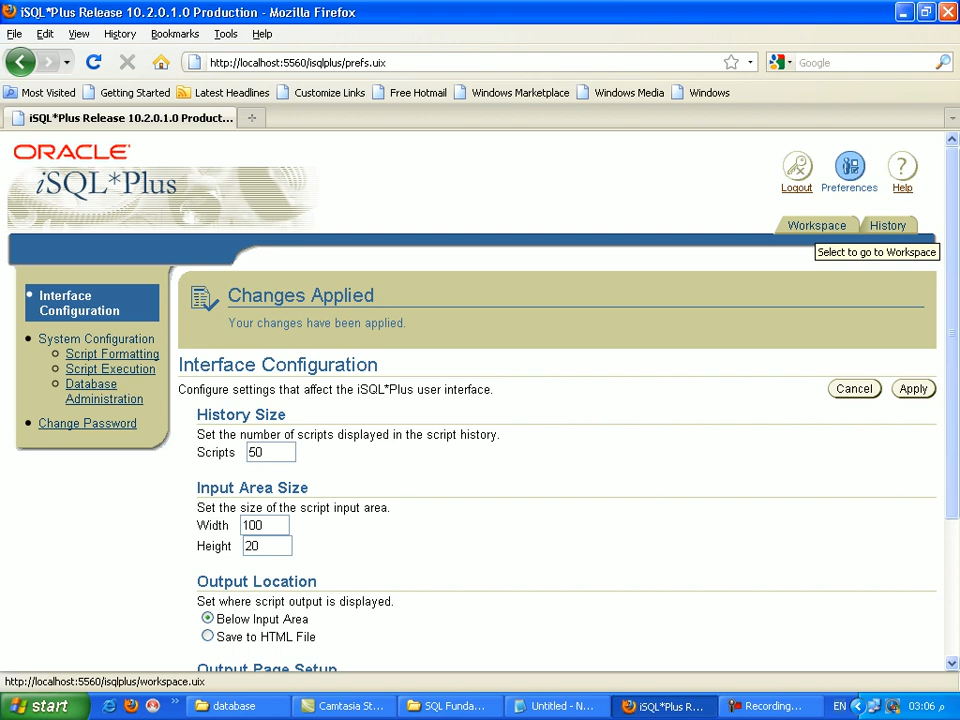 iSQL*Plus Release 10.2.0.1.0 Production - Mozilla Firefox
File Edit View History Bookmarks Tools Help
http://localhost:5560/isqlplus/prefs.uix
Google
Most Visited Getting Started Latest Headlines Customize Links Free Hotmail Windows Marketplace Windows Media Windows
iSQL*Plus Release 10.2.0.1.0 Product...
ORACLE
iSQL*Plus
Logout Preferences Help
Workspace History
Select to go to Workspace
Interface
Configuration
System Configuration
Script Formatting
Script Execution
Database
Administration
Change Password
Changes Applied
Your changes have been applied.
Interface Configuration
Configure settings that affect the iSQL*Plus user interface.
Cancel Apply
History Size
Set the number of scripts displayed in the script history.
Scripts 50
Input Area Size
Set the size of the script input area.
Width 100
Height 20
Output Location
Set where script output is displayed.
Below Input Area
Save to HTML File
Output Page Setup
http://localhost:5560/isqlplus/workspace.uix
start database Camtasia St... SQL Funda... Untitled - N... iSQL*Plus R... Recording... EN 03:06 م